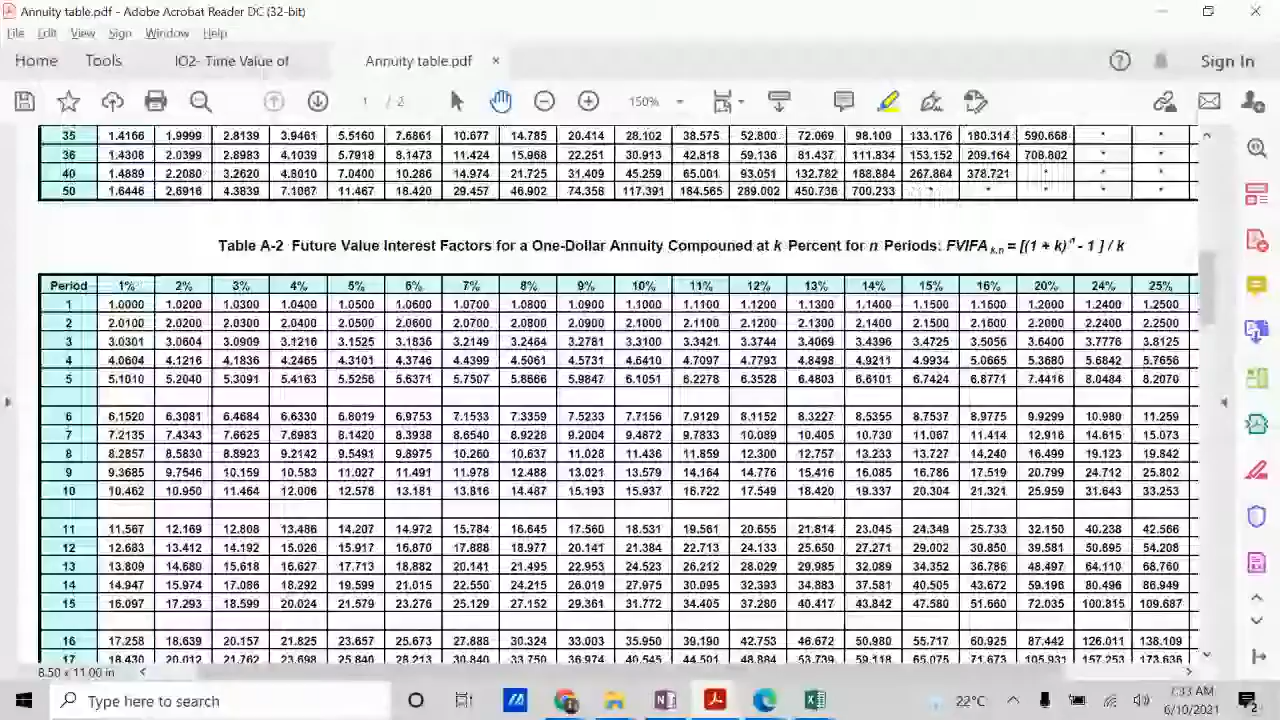 Annuity table.pdf - Adobe Acrobat Reader DC (32-bit)
File Edit View Sign Window Help
Home Tools IO2- Time Value of Annuity table.pdf × Sign In
1 / 2 150%
35 1.4166 1.9999 2.8139 3.9461 5.5160 7.6861 10.677 14.785 20.414 28.102 38.575 52.800 72.069 98.100 133.176 180.314 590.668 * *
36 1.4308 2.0399 2.8983 4.1039 5.7918 8.1473 11.424 15.968 22.251 30.913 42.818 59.136 81.437 111.834 153.152 209.164 708.802 * *
40 1.4889 2.2080 3.2620 4.8010 7.0400 10.286 14.974 21.725 31.409 45.259 65.001 93.051 132.782 188.884 267.864 378.721 * * *
50 1.6446 2.6916 4.3839 7.1067 11.467 18.420 29.457 46.902 74.358 117.391 184.565 289.002 450.736 700.233 * * * * *
Table A-2 Future Value Interest Factors for a One-Dollar Annuity Compouned at k Percent for n Periods: FVIFA k,n = [(1 + k)n - 1 ] / k
Period 1% 2% 3% 4% 5% 6% 7% 8% 9% 10% 11% 12% 13% 14% 15% 16% 20% 24% 25%
1 1.0000 1.0200 1.0300 1.0400 1.0500 1.0600 1.0700 1.0800 1.0900 1.1000 1.1100 1.1200 1.1300 1.1400 1.1500 1.1600 1.2000 1.2400 1.2500
2 2.0100 2.0200 2.0300 2.0400 2.0500 2.0600 2.0700 2.0800 2.0900 2.1000 2.1100 2.1200 2.1300 2.1400 2.1500 2.1600 2.2000 2.2400 2.2500
3 3.0301 3.0604 3.0909 3.1216 3.1525 3.1836 3.2149 3.2464 3.2781 3.3100 3.3421 3.3744 3.4069 3.4396 3.4725 3.5056 3.6400 3.7776 3.8125
4 4.0604 4.1216 4.1836 4.2465 4.3101 4.3746 4.4399 4.5061 4.5731 4.6410 4.7097 4.7793 4.8498 4.9211 4.9934 5.0665 5.3680 5.6842 5.7656
5 5.1010 5.2040 5.3091 5.4163 5.5256 5.6371 5.7507 5.8666 5.9847 6.1051 6.2278 6.3528 6.4803 6.6101 6.7424 6.8771 7.4416 8.0484 8.2070
6 6.1520 6.3081 6.4684 6.6330 6.8019 6.9753 7.1533 7.3359 7.5233 7.7156 7.9129 8.1152 8.3227 8.5355 8.7537 8.9775 9.9299 10.980 11.259
7 7.2135 7.4343 7.6625 7.8983 8.1420 8.3938 8.6540 8.9228 9.2004 9.4872 9.7833 10.089 10.405 10.730 11.067 11.414 12.916 14.615 15.073
8 8.2857 8.5830 8.8923 9.2142 9.5491 9.8975 10.260 10.637 11.028 11.436 11.859 12.300 12.757 13.233 13.727 14.240 16.499 19.123 19.842
9 9.3685 9.7546 10.159 10.583 11.027 11.491 11.978 12.488 13.021 13.579 14.164 14.776 15.416 16.085 16.786 17.519 20.799 24.712 25.802
10 10.462 10.950 11.464 12.006 12.578 13.181 13.816 14.487 15.193 15.937 16.722 17.549 18.420 19.337 20.304 21.321 25.959 31.643 33.253
11 11.567 12.169 12.808 13.486 14.207 14.972 15.784 16.645 17.560 18.531 19.561 20.655 21.814 23.045 24.349 25.733 32.150 40.238 42.566
12 12.683 13.412 14.192 15.026 15.917 16.870 17.888 18.977 20.141 21.384 22.713 24.133 25.650 27.271 29.002 30.850 39.581 50.895 54.208
13 13.809 14.680 15.618 16.627 17.713 18.882 20.141 21.495 22.953 24.523 26.212 28.029 29.985 32.089 34.352 36.786 48.497 64.110 68.760
14 14.947 15.974 17.086 18.292 19.599 21.015 22.550 24.215 26.019 27.975 30.095 32.393 34.883 37.581 40.505 43.672 59.196 80.496 86.949
15 16.097 17.293 18.599 20.024 21.579 23.276 25.129 27.152 29.361 31.772 34.405 37.280 40.417 43.842 47.580 51.660 72.035 100.815 109.687
16 17.258 18.639 20.157 21.825 23.657 25.673 27.888 30.324 33.003 35.950 39.190 42.753 46.672 50.980 55.717 60.925 87.442 126.011 138.109
17 18.430 20.012 21.762 23.698 25.840 28.213 30.840 33.750 36.974 40.545 44.501 48.884 53.739 59.118 65.075 71.673 105.931 157.253 173.636
8.50 x 11.00 in
Type here to search 22°C 7:33 AM
6/10/2021 2